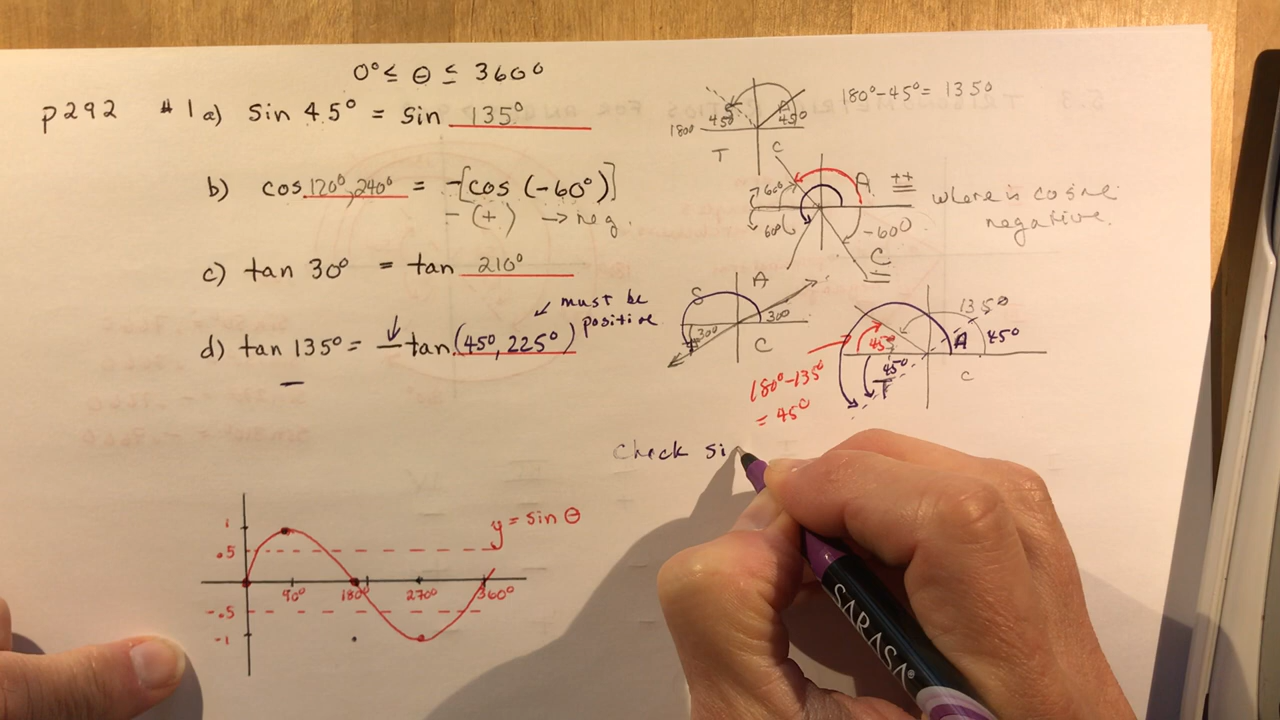 0° ≤ θ ≤ 360°
p292 #1 a) sin 45° = sin 135°
b) cos 120°, 240° = -[cos (-60°)]
- (+) → neg.
c) tan 30° = tan 210°
must be
positive
d) tan 135° = - tan (45°, 225°)
180° 45° 45°
180° - 45° = 135°
T C
60° A ++
60° -60°
C
where is cosine
negative.
S A
30° 30°
C
135°
45° A 45°
45°
T C
180° - 135°
= 45°
Check si
1
.5
-.5
-1
90° 180° 270° 360°
y = sin θ
SARASA®